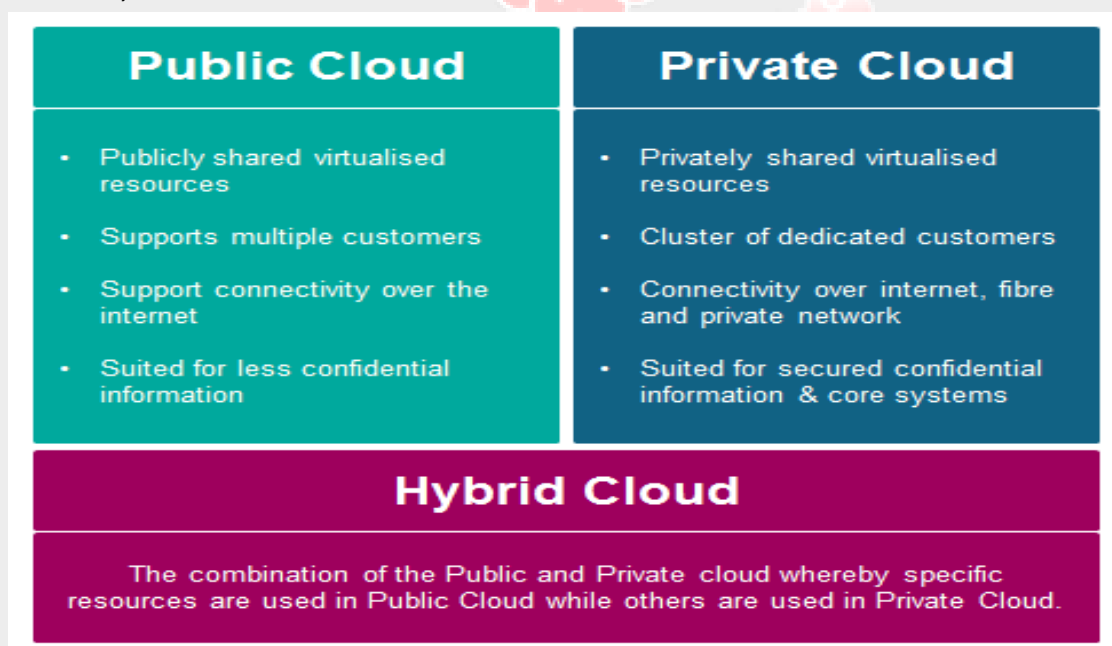 Public Cloud
• Publicly shared virtualised
resources
• Supports multiple customers
• Support connectivity over the
internet
• Suited for less confidential
information
Private Cloud
• Privately shared virtualised
resources
• Cluster of dedicated customers
• Connectivity over internet, fibre
and private network
• Suited for secured confidential
information & core systems
Hybrid Cloud
The combination of the Public and Private cloud whereby specific
resources are used in Public Cloud while others are used in Private Cloud.